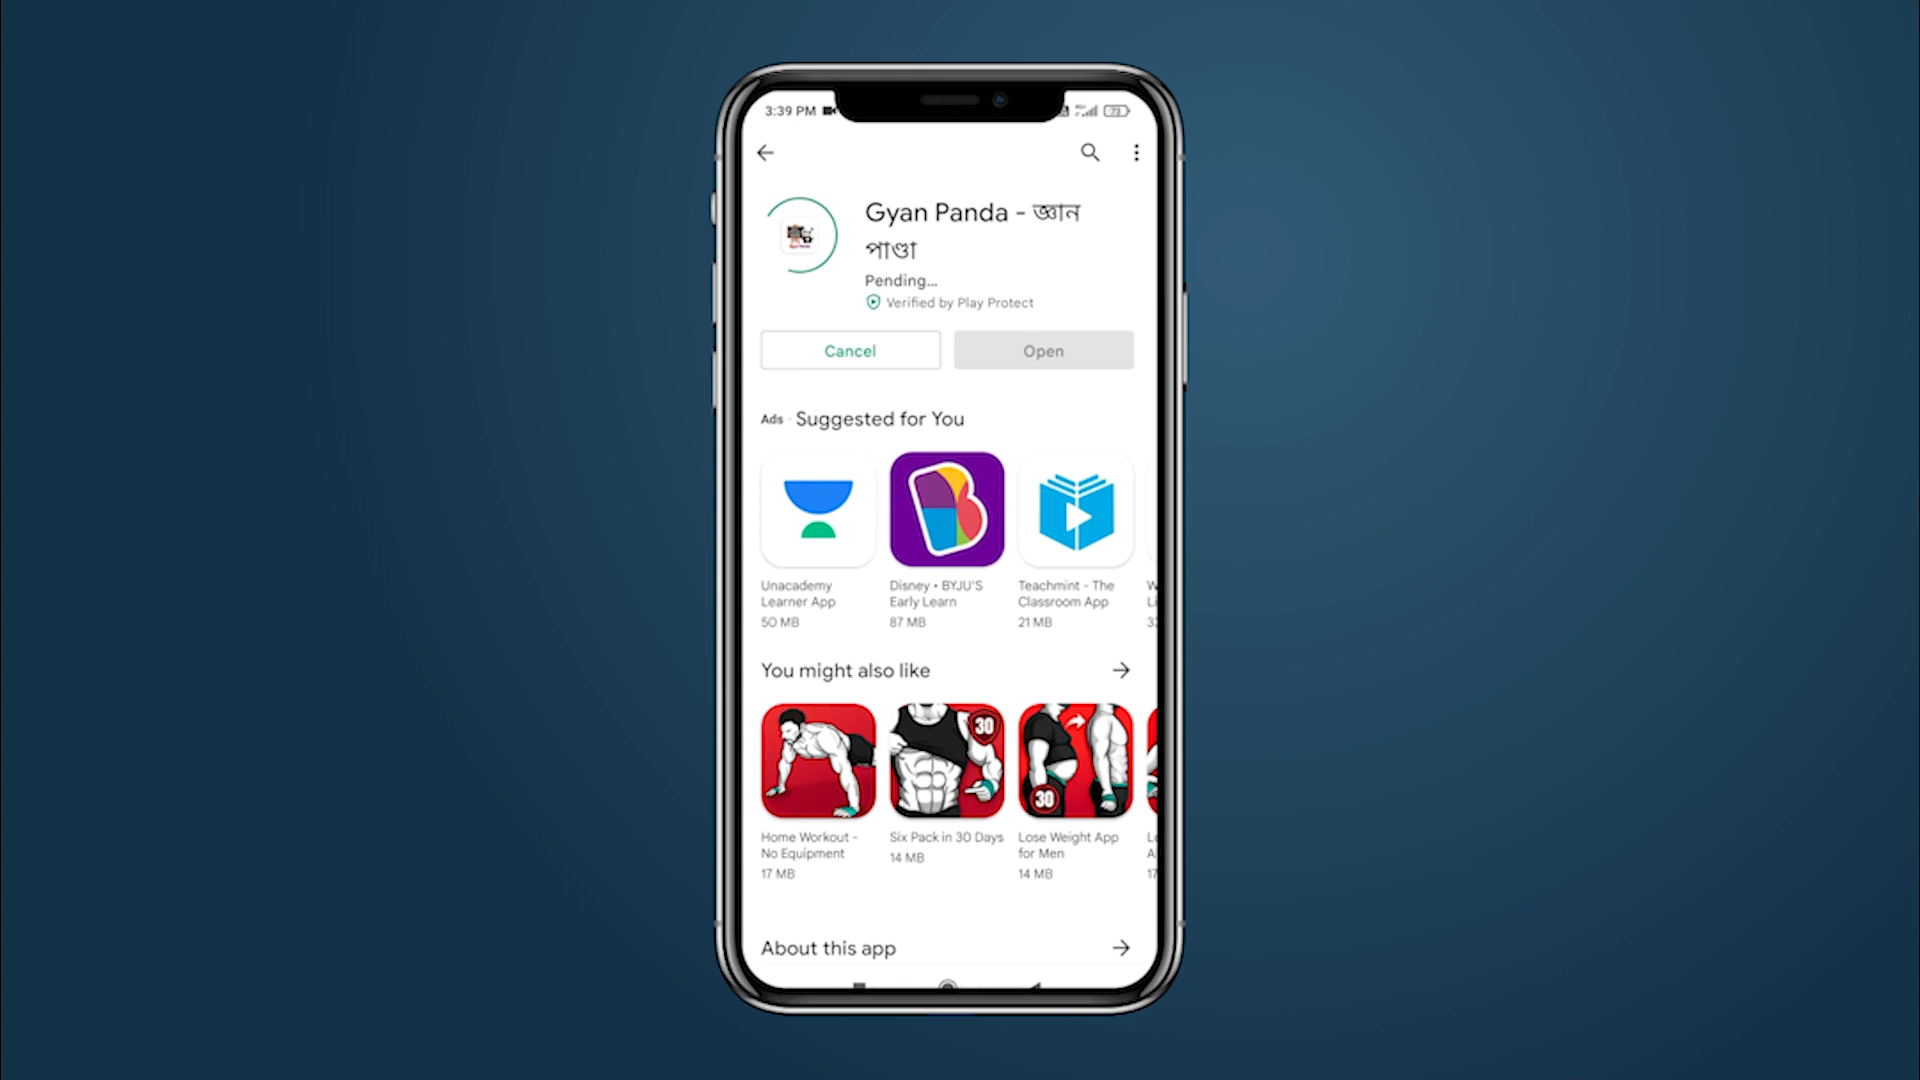 3:39 PM
73
Gyan Panda - জ্ঞান
পাণ্ডা
Pending...
Verified by Play Protect
Cancel
Open
Ads · Suggested for You
Unacademy
Learner App
50 MB
Disney • BYJU'S
Early Learn
87 MB
Teachmint - The
Classroom App
21 MB
You might also like
30
30
Home Workout -
No Equipment
17 MB
Six Pack in 30 Days
14 MB
Lose Weight App
for Men
14 MB
About this app